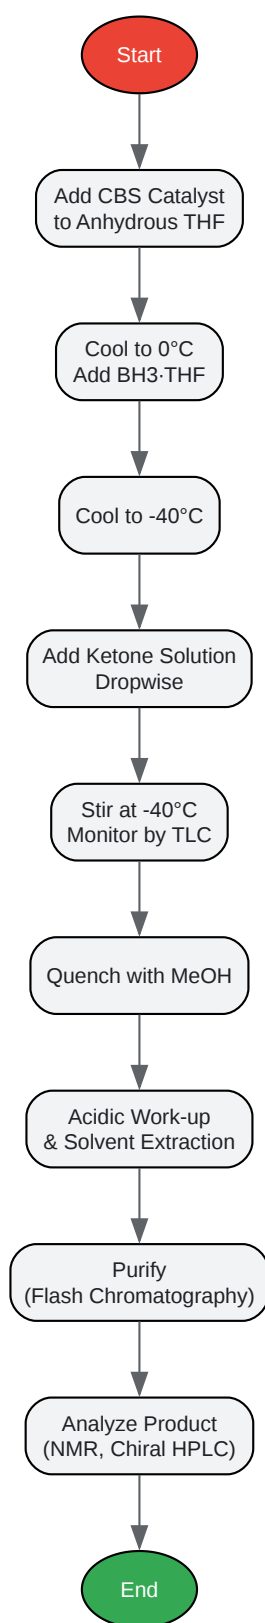 Start
Add CBS Catalyst
to Anhydrous THF
Cool to 0°C
Add BH3·THF
Cool to -40°C
Add Ketone Solution
Dropwise
Stir at -40°C
Monitor by TLC
Quench with MeOH
Acidic Work-up
& Solvent Extraction
Purify
(Flash Chromatography)
Analyze Product
(NMR, Chiral HPLC)
End